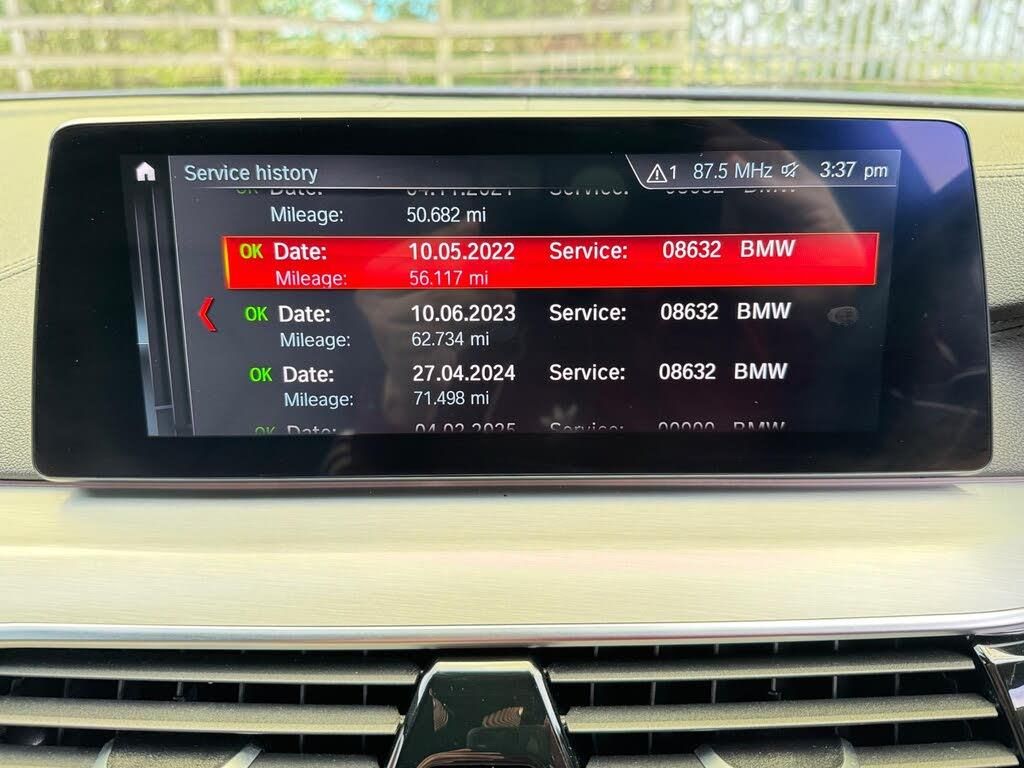 Service history
1 87.5 MHz 3:37 pm
Mileage: 50.682 mi
OK Date: 10.05.2022 Service: 08632 BMW
Mileage: 56.117 mi
OK Date: 10.06.2023 Service: 08632 BMW
Mileage: 62.734 mi
OK Date: 27.04.2024 Service: 08632 BMW
Mileage: 71.498 mi